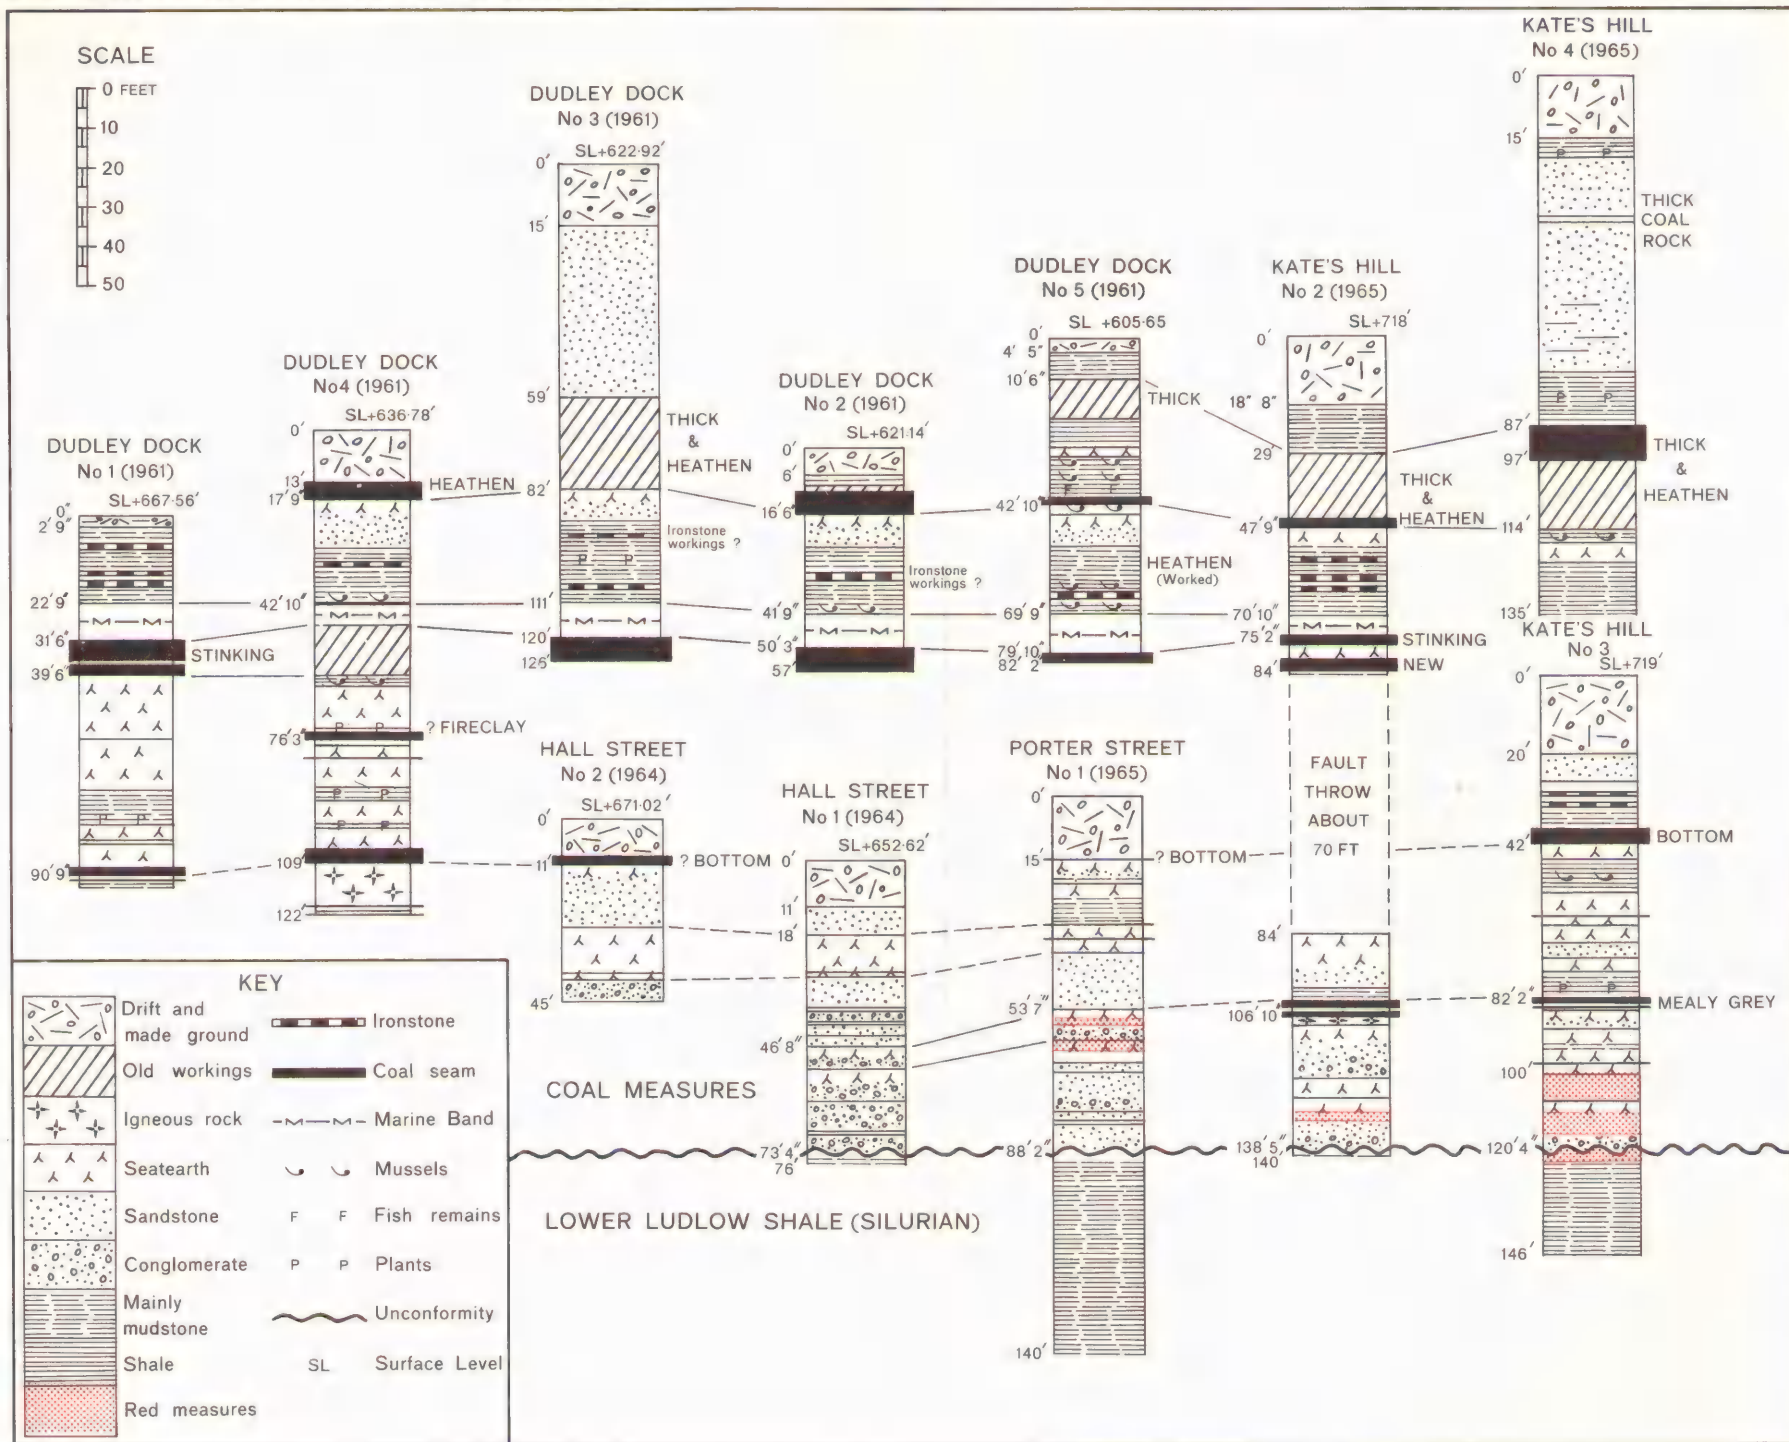 SCALE
0 FEET
10
20
30
40
50
DUDLEY DOCK
No 1 (1961)
SL+667·56′
0″
2′ 9″
22′ 9″
31′6″
39′6″
90′9″
STINKING
DUDLEY DOCK
No4 (1961)
SL+636·78′
0′
13′
17′9″
42′10″
76′3″
109′
122′
HEATHEN
? FIRECLAY
DUDLEY DOCK
No 3 (1961)
SL+622·92′
0′
15′
59′
82′
111′
120′
126′
THICK
&
HEATHEN
Ironstone
workings ?
DUDLEY DOCK
No 2 (1961)
SL+621·14′
0′
6′
16′6″
41′9″
50′3″
57′
Ironstone
workings ?
DUDLEY DOCK
No 5 (1961)
SL +605·65
0′
4′ 5″
10′6″
42′10″
69′9″
79′10″
82′ 2″
THICK
HEATHEN
(Worked)
KATE'S HILL
No 2 (1965)
SL+718′
0′
18″ 8″
29′
47′9″
70′10″
75′2″
84′
THICK
&
HEATHEN
STINKING
NEW
FAULT
THROW
ABOUT
70 FT
84′
106′10″
138′5″
140′
KATE'S HILL
No 4 (1965)
0′
15′
87′
97′
114′
135′
THICK
COAL
ROCK
THICK
&
HEATHEN
HALL STREET
No 2 (1964)
SL+671·02′
0′
11′
45′
? BOTTOM
HALL STREET
No 1 (1964)
SL+652·62′
0′
11′
18′
46′8″
73′4″
76′
PORTER STREET
No 1 (1965)
0′
15′
53′7″
88′2″
140′
? BOTTOM
KATE'S HILL
No 3
SL+719′
0′
20′
42′
82′2″
100′
120′4″
146′
BOTTOM
MEALY GREY
COAL MEASURES
LOWER LUDLOW SHALE (SILURIAN)
KEY
Drift and
made ground
Old workings
Igneous rock
Seatearth
Sandstone
Conglomerate
Mainly
mudstone
Shale
Red measures
Ironstone
Coal seam
M M Marine Band
Mussels
F F Fish remains
P P Plants
Unconformity
SL Surface Level